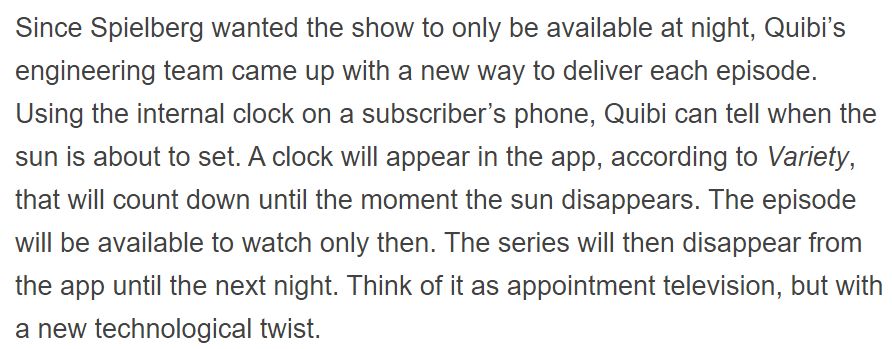 Since Spielberg wanted the show to only be available at night, Quibi’s
engineering team came up with a new way to deliver each episode.
Using the internal clock on a subscriber’s phone, Quibi can tell when the
sun is about to set. A clock will appear in the app, according to Variety,
that will count down until the moment the sun disappears. The episode
will be available to watch only then. The series will then disappear from
the app until the next night. Think of it as appointment television, but with
a new technological twist.